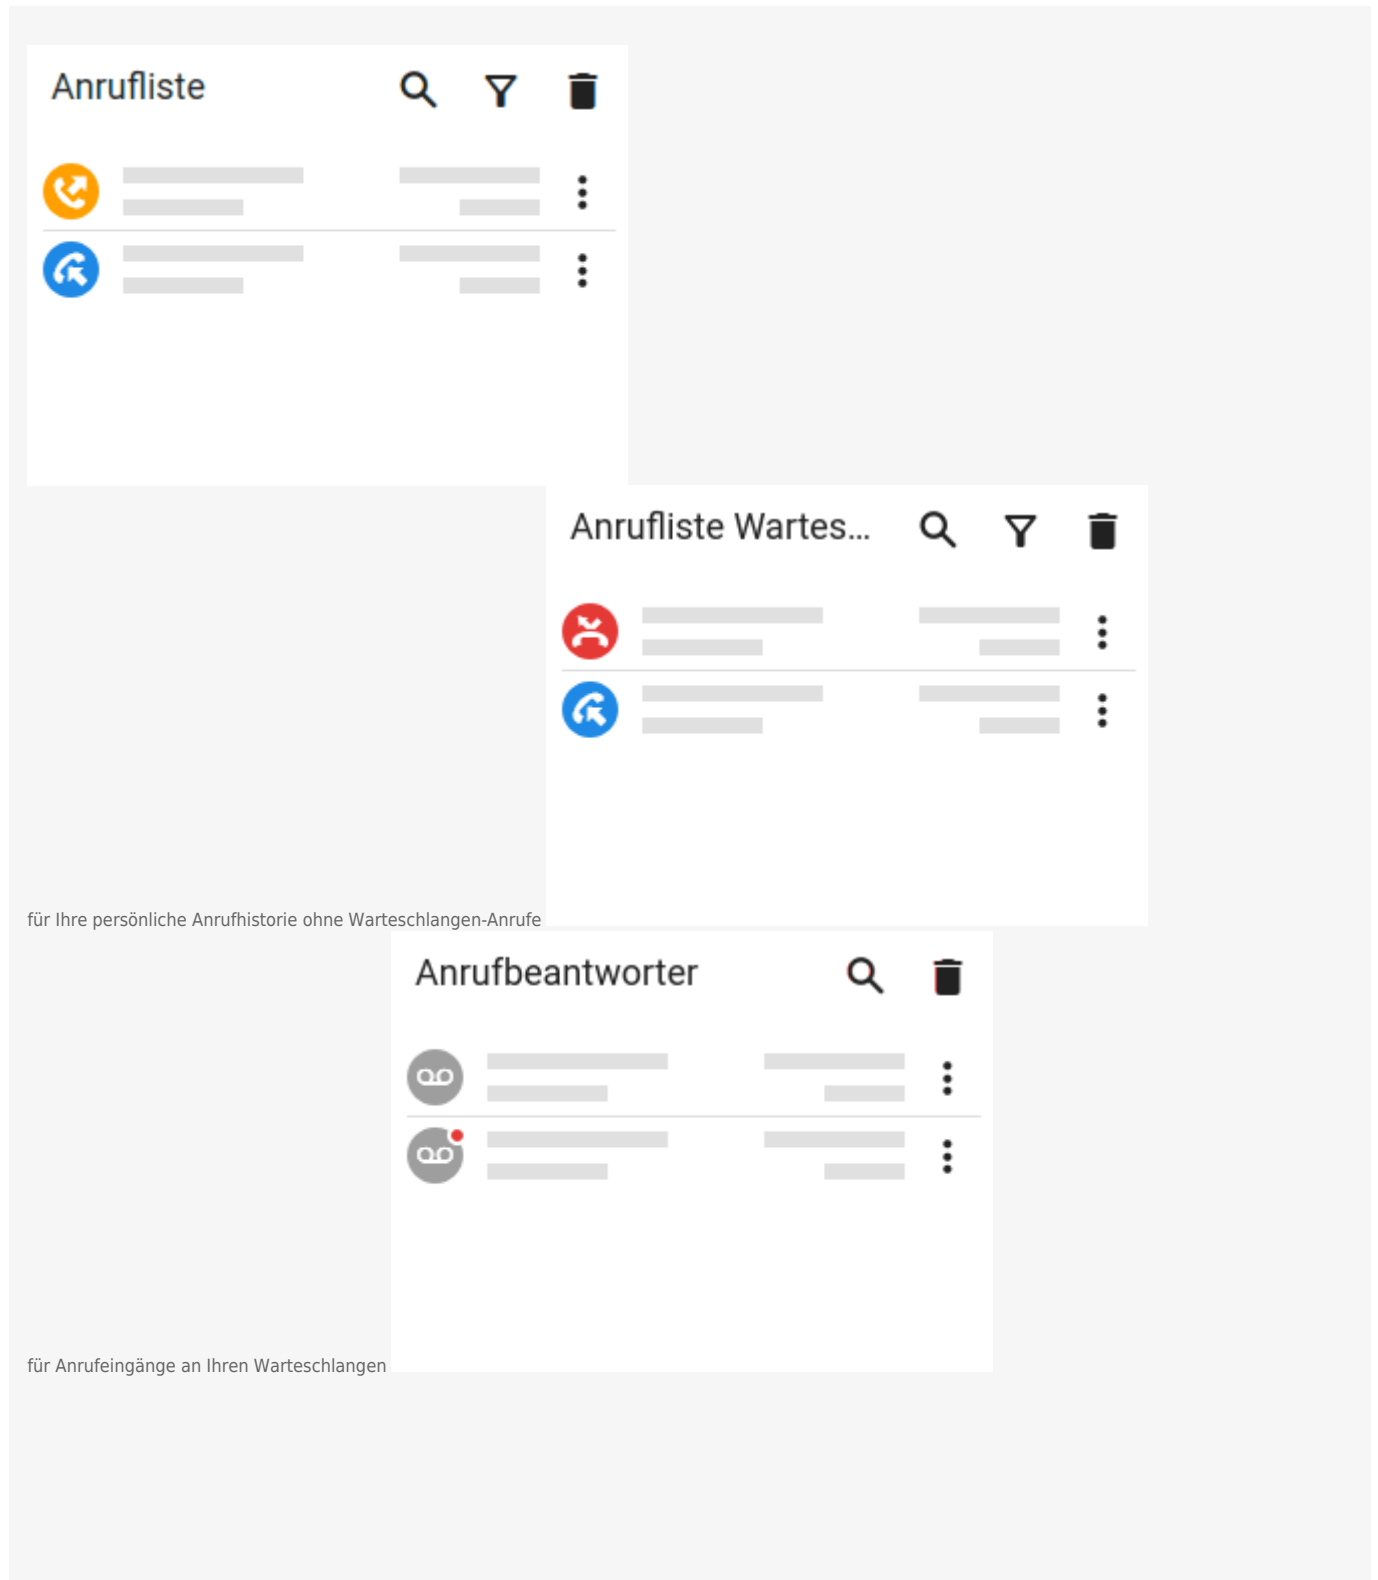 Anrufliste
Anrufliste Wartes...
für Ihre persönliche Anrufhistorie ohne Warteschlangen-Anrufe
Anrufbeantworter
für Anrufeingänge an Ihren Warteschlangen